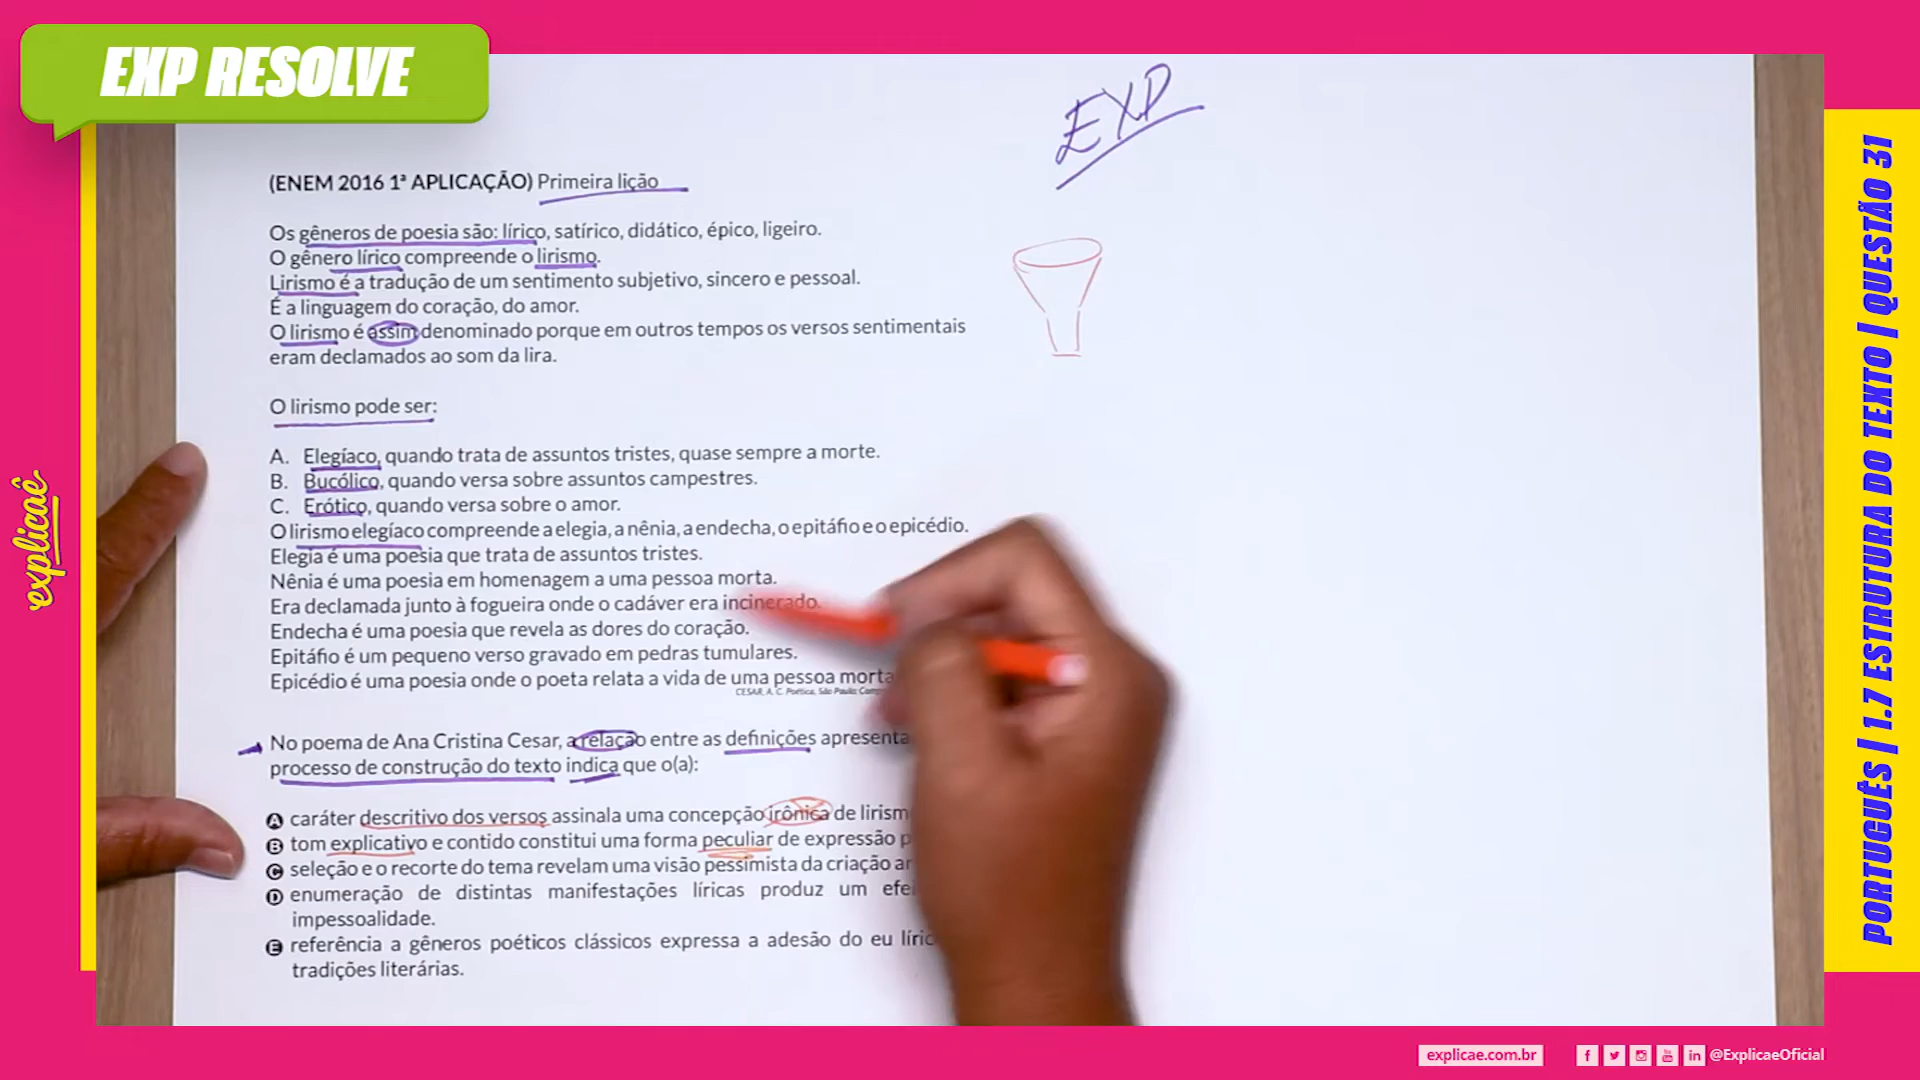 EXP RESOLVE
EXP
(ENEM 2016 1ª APLICAÇÃO) Primeira lição
Os gêneros de poesia são: lírico, satírico, didático, épico, ligeiro.
O gênero lírico compreende o lirismo.
Lirismo é a tradução de um sentimento subjetivo, sincero e pessoal.
É a linguagem do coração, do amor.
O lirismo é assim denominado porque em outros tempos os versos sentimentais
eram declamados ao som da lira.
O lirismo pode ser:
A. Elegíaco, quando trata de assuntos tristes, quase sempre a morte.
B. Bucólico, quando versa sobre assuntos campestres.
C. Erótico, quando versa sobre o amor.
O lirismo elegíaco compreende a elegia, a nênia, a endecha, o epitáfio e o epicédio.
Elegia é uma poesia que trata de assuntos tristes.
Nênia é uma poesia em homenagem a uma pessoa morta.
Era declamada junto à fogueira onde o cadáver era incinerado.
Endecha é uma poesia que revela as dores do coração.
Epitáfio é um pequeno verso gravado em pedras tumulares.
Epicédio é uma poesia onde o poeta relata a vida de uma pessoa morta
CESAR, A. C. Poética. São Paulo:
No poema de Ana Cristina Cesar, a relação entre as definições apresenta
processo de construção do texto indica que o(a):
A caráter descritivo dos versos assinala uma concepção irônica de lirism
B tom explicativo e contido constitui uma forma peculiar de expressão p
C seleção e o recorte do tema revelam uma visão pessimista da criação ar
D enumeração de distintas manifestações líricas produz um efei
impessoalidade.
E referência a gêneros poéticos clássicos expressa a adesão do eu líric
tradições literárias.
explicaê
PORTUGUÊS | 1.7 ESTRUTURA DO TEXTO | QUESTÃO 31
explicae.com.br
@ExplicaeOficial